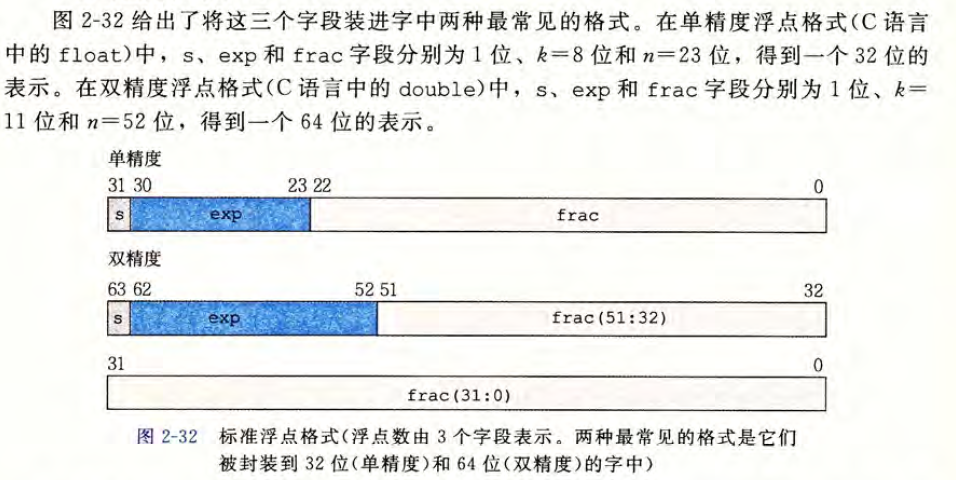 图 2-32 给出了将这三个字段装进字中两种最常见的格式。在单精度浮点格式(C 语言
中的 float)中，s、exp 和 frac 字段分别为 1 位、k=8 位和 n=23 位，得到一个 32 位的
表示。在双精度浮点格式(C 语言中的 double)中，s、exp 和 frac 字段分别为 1 位、k=
11 位和 n=52 位，得到一个 64 位的表示。
单精度
31 30 23 22 0
s exp frac
双精度
63 62 52 51 32
s exp frac(51:32)
31 0
frac(31:0)
图 2-32 标准浮点格式(浮点数由 3 个字段表示。两种最常见的格式是它们
被封装到 32 位(单精度)和 64 位(双精度)的字中)